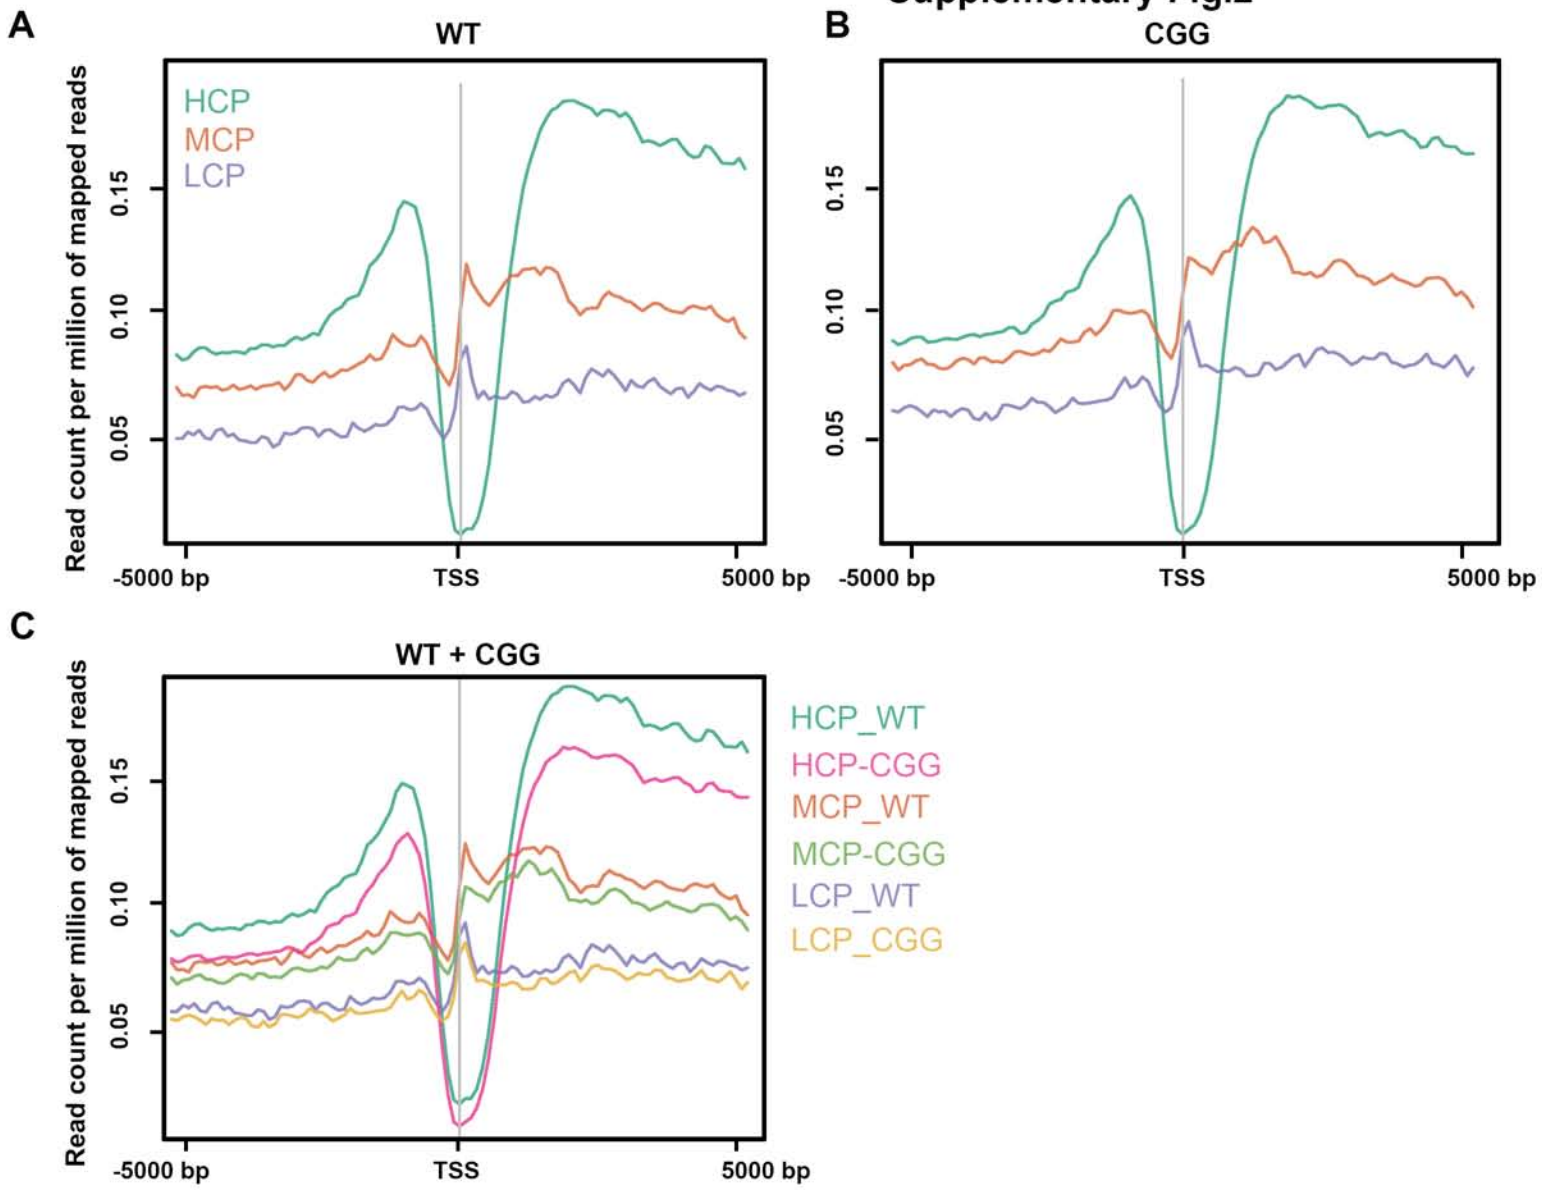 Supplementary Fig.2
A
WT
Read count per million of mapped reads
HCP
MCP
LCP
0.15
0.10
0.05
-5000 bp
TSS
5000 bp
B
CGG
0.15
0.10
0.05
-5000 bp
TSS
5000 bp
C
WT + CGG
Read count per million of mapped reads
0.15
0.10
0.05
-5000 bp
TSS
5000 bp
HCP_WT
HCP-CGG
MCP_WT
MCP-CGG
LCP_WT
LCP_CGG